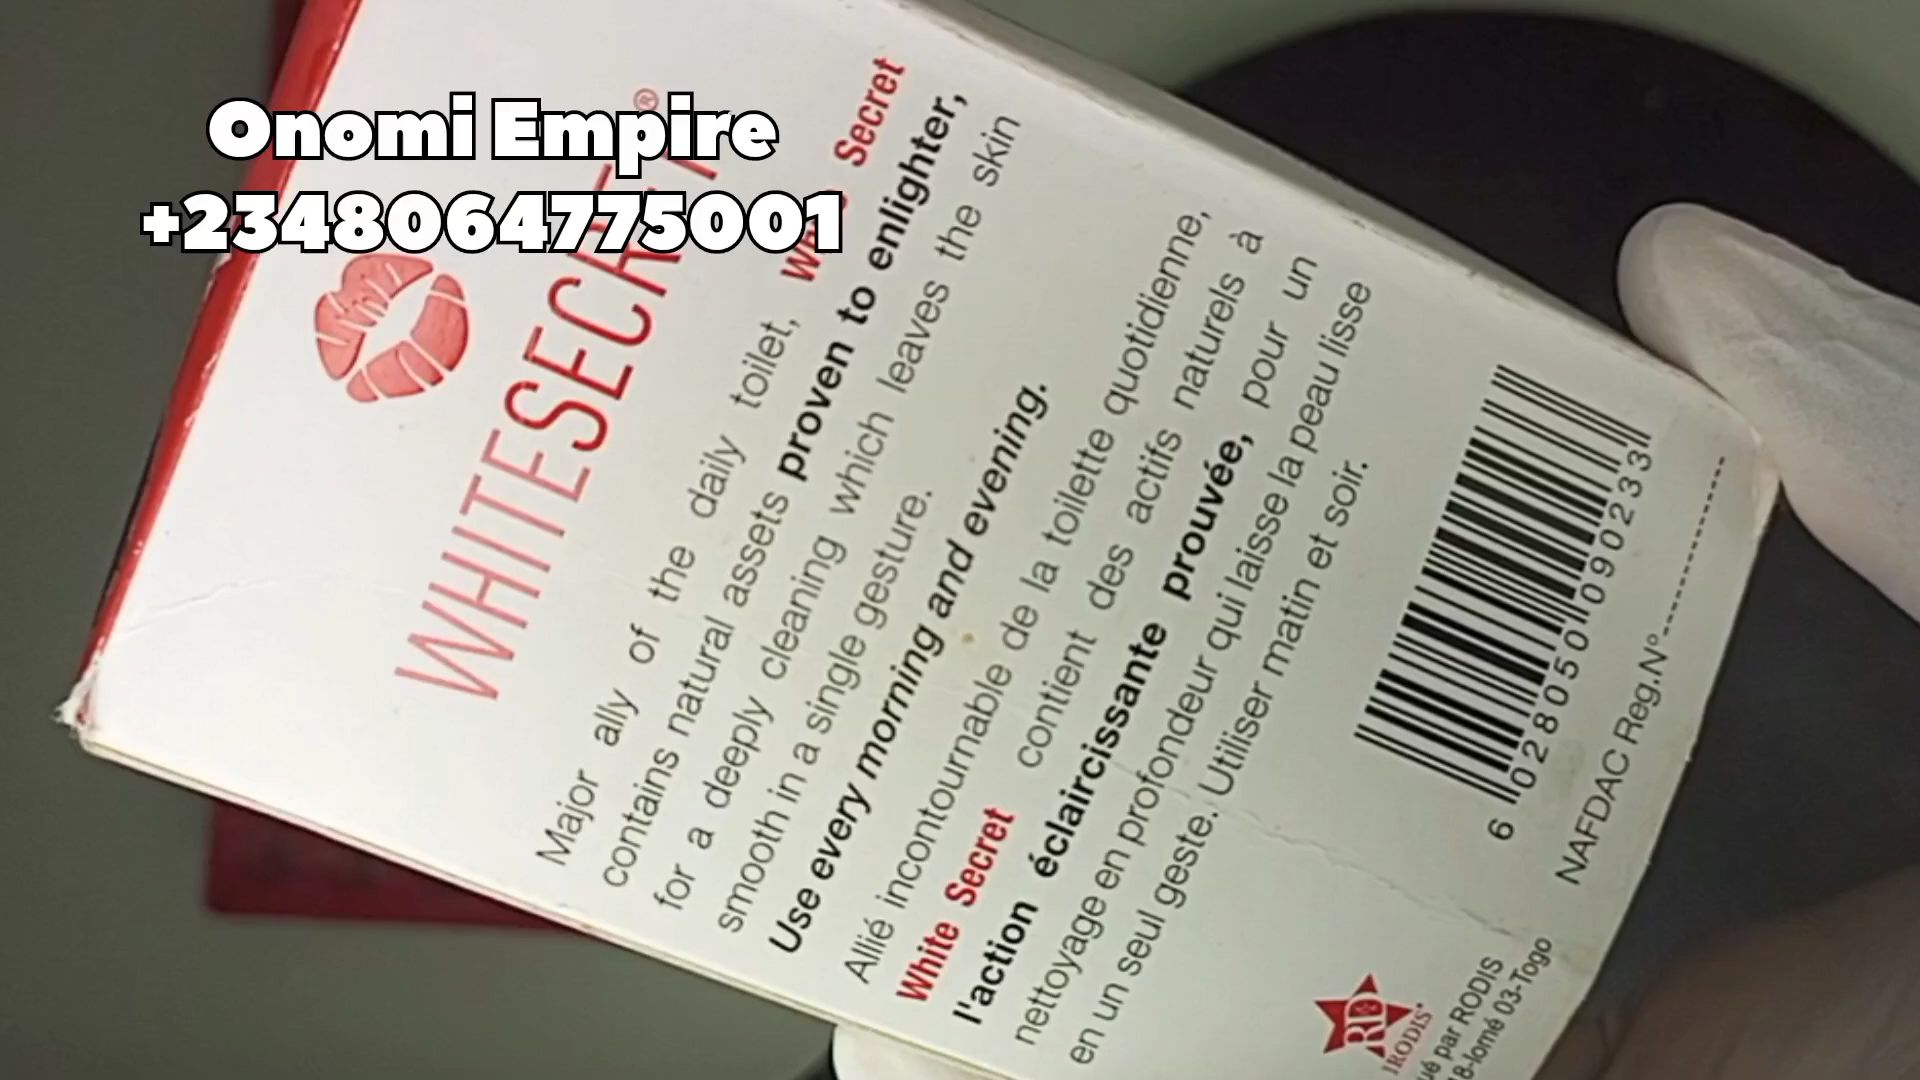 Onomi Empire
+2348064775001
WHITESECRET®
Major ally of the daily toilet, White Secret
contains natural assets proven to enlighter,
for a deeply cleaning which leaves the skin
smooth in a single gesture.
Use every morning and evening.
Allié incontournable de la toilette quotidienne,
White Secret contient des actifs naturels à
l'action éclaircissante prouvée, pour un
nettoyage en profondeur qui laisse la peau lisse
en un seul geste. Utiliser matin et soir.
6 028050 090233
NAFDAC Reg.N°
RODIS
par RODIS
03-Togo